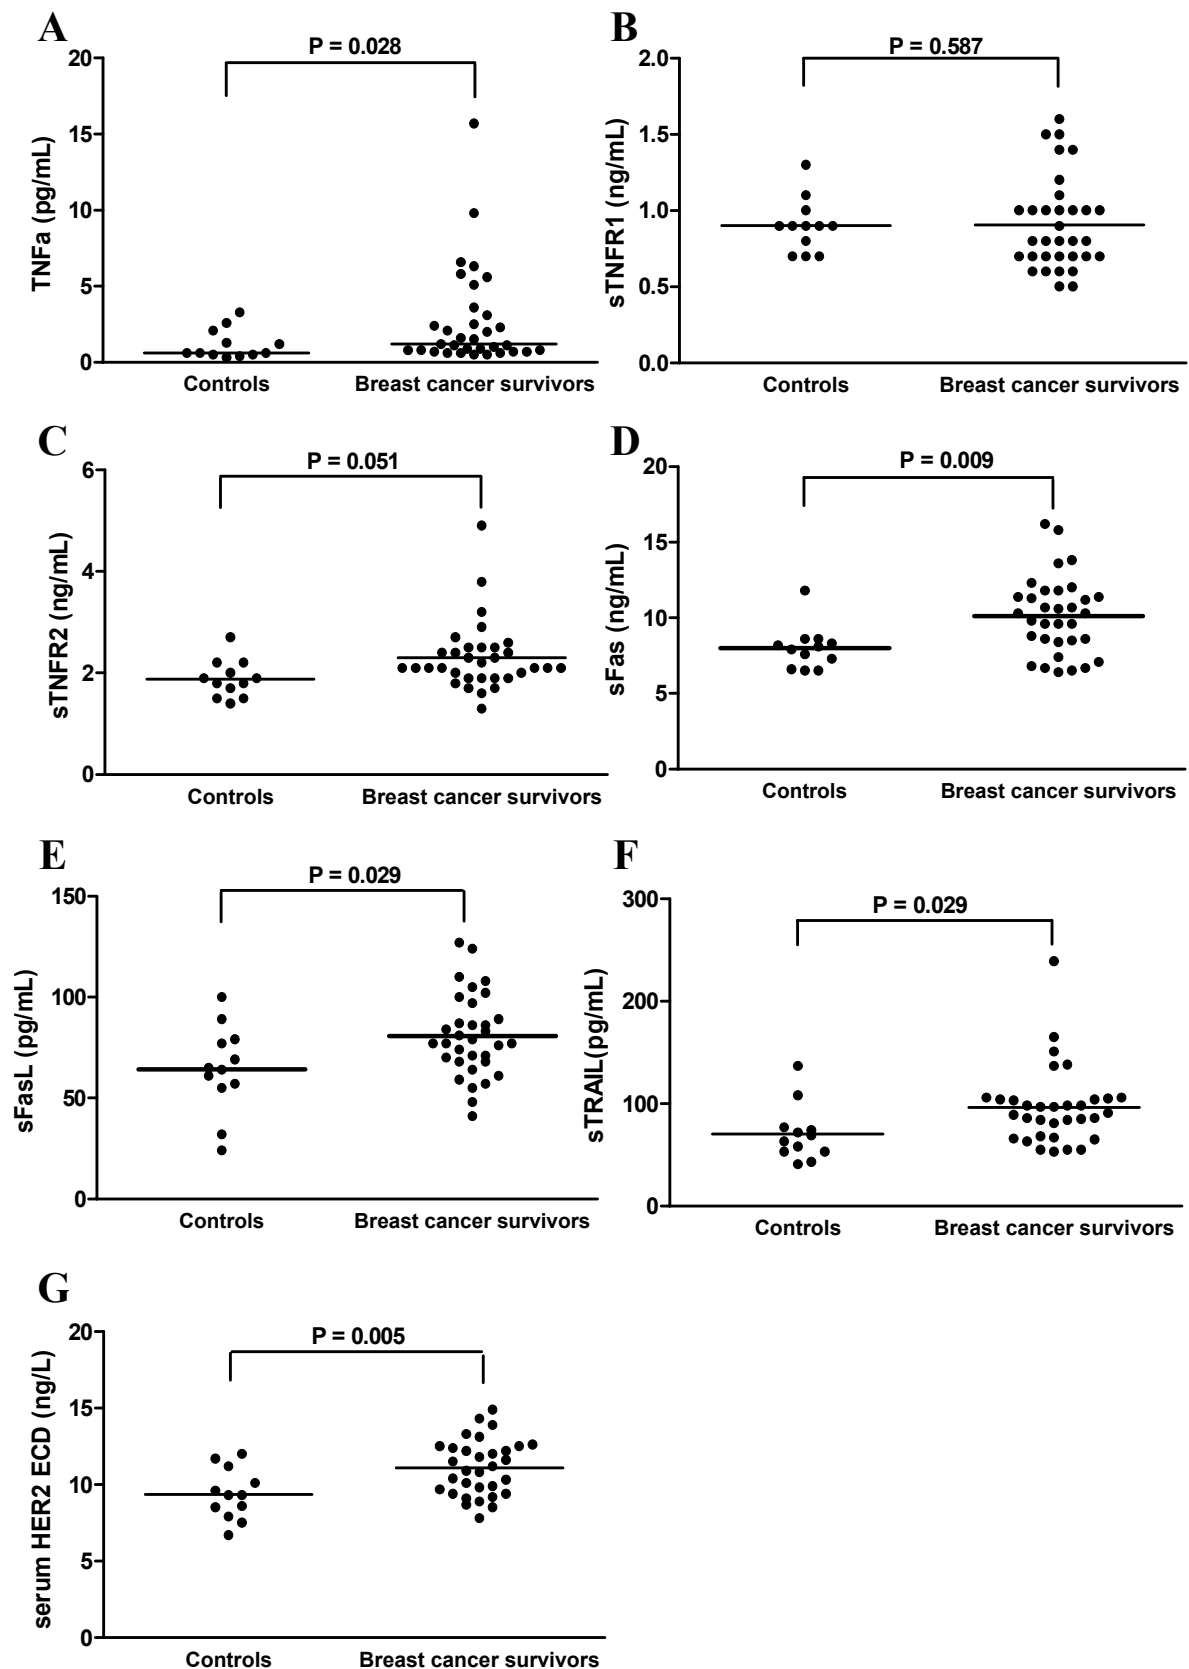 A
P = 0.028
TNFa (pg/mL)
20
15
10
5
0
Controls
Breast cancer survivors
B
P = 0.587
sTNFR1 (ng/mL)
2.0
1.5
1.0
0.5
0.0
Controls
Breast cancer survivors
C
P = 0.051
sTNFR2 (ng/mL)
6
4
2
0
Controls
Breast cancer survivors
D
P = 0.009
sFas (ng/mL)
20
15
10
5
0
Controls
Breast cancer survivors
E
P = 0.029
sFasL (pg/mL)
150
100
50
0
Controls
Breast cancer survivors
F
P = 0.029
sTRAIL(pg/mL)
300
200
100
0
Controls
Breast cancer survivors
G
P = 0.005
serum HER2 ECD (ng/L)
20
15
10
5
0
Controls
Breast cancer survivors